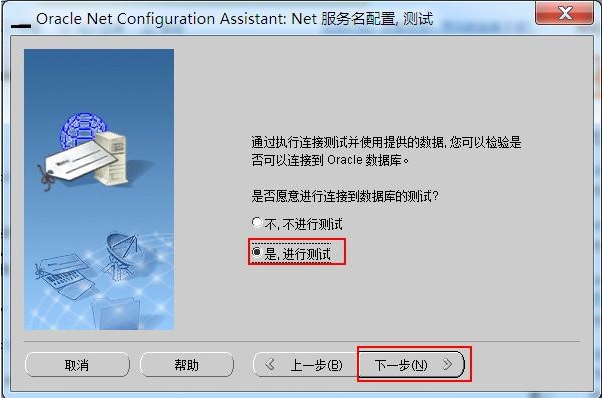 Oracle Net Configuration Assistant: Net 服务名配置, 测试
通过执行连接测试并使用提供的数据, 您可以检验是
否可以连接到 Oracle 数据库。
是否愿意进行连接到数据库的测试?
不, 不进行测试
是, 进行测试
取消
帮助
上一步(B)
下一步(N)